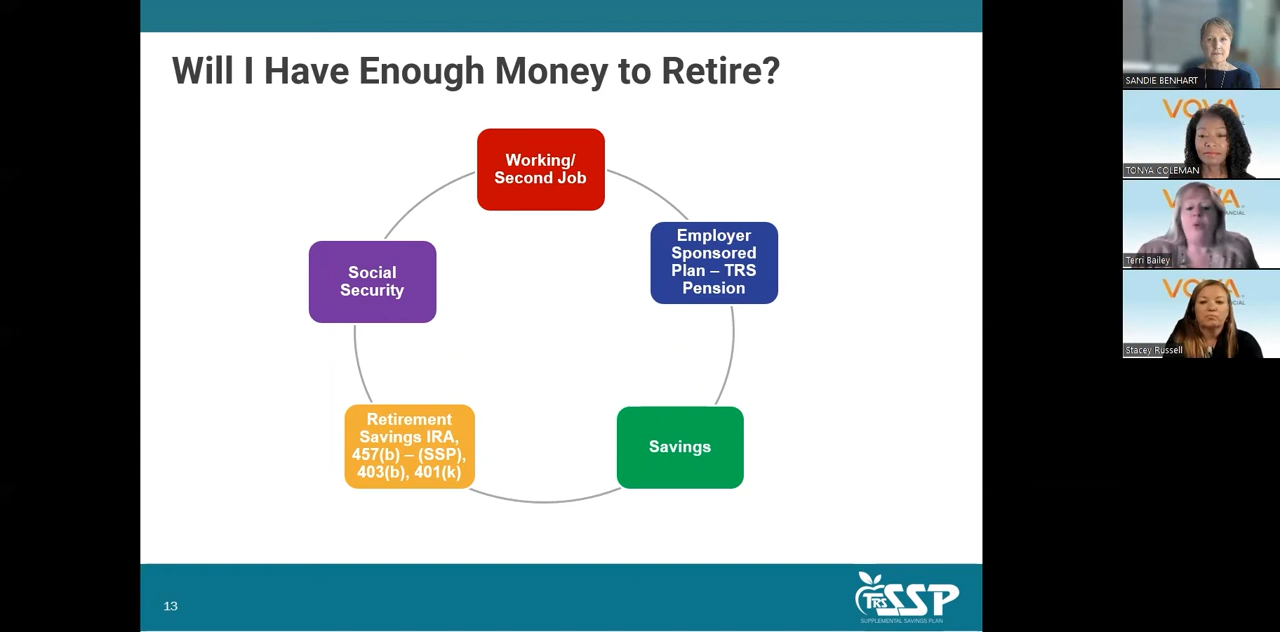 Will I Have Enough Money to Retire?
Working/
Second Job
Employer
Sponsored
Plan – TRS
Pension
Social
Security
Retirement
Savings IRA,
457(b) – (SSP),
403(b), 401(k)
Savings
13
TRS SSP
SUPPLEMENTAL SAVINGS PLAN
SANDIE BENHART
VOYA
TONYA COLEMAN
VOYA
FINANCIAL
Terri Bailey
VOYA
FINANCIAL
Stacey Russell